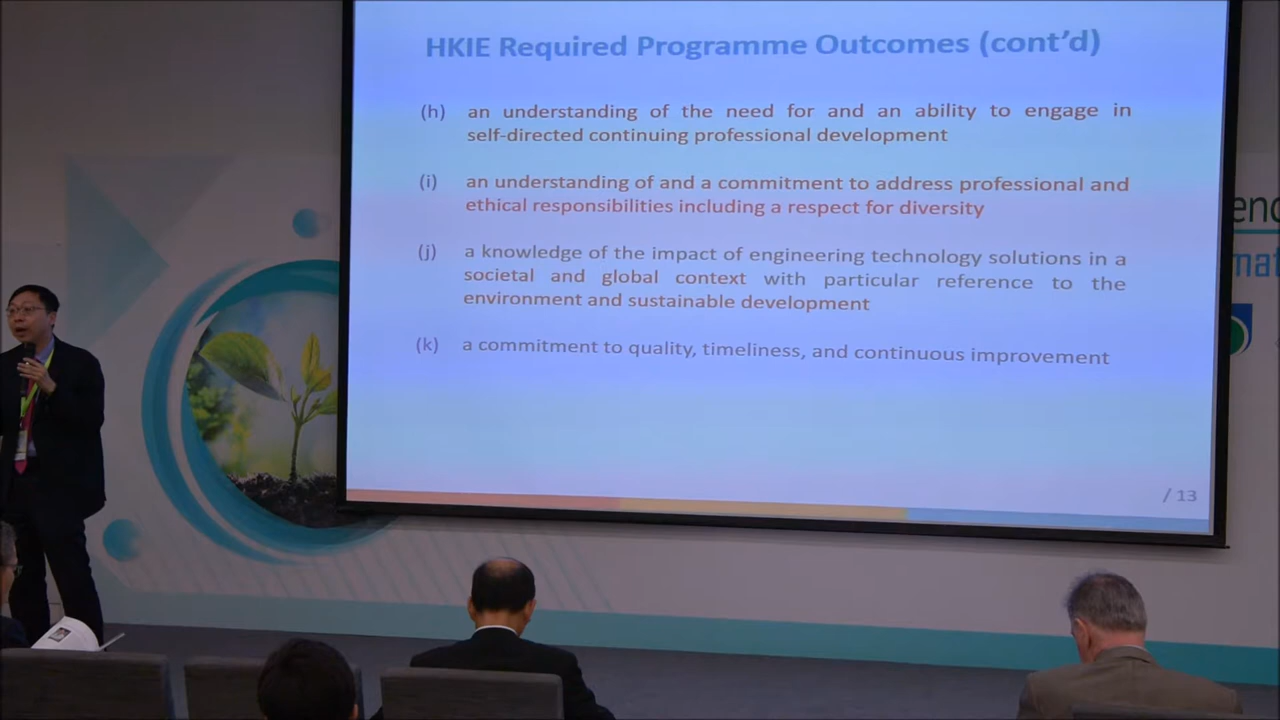 HKIE Required Programme Outcomes (cont'd)
(h) an understanding of the need for and an ability to engage in
self-directed continuing professional development
(i) an understanding of and a commitment to address professional and
ethical responsibilities including a respect for diversity
(j) a knowledge of the impact of engineering technology solutions in a
societal and global context with particular reference to the
environment and sustainable development
(k) a commitment to quality, timeliness, and continuous improvement
/ 13